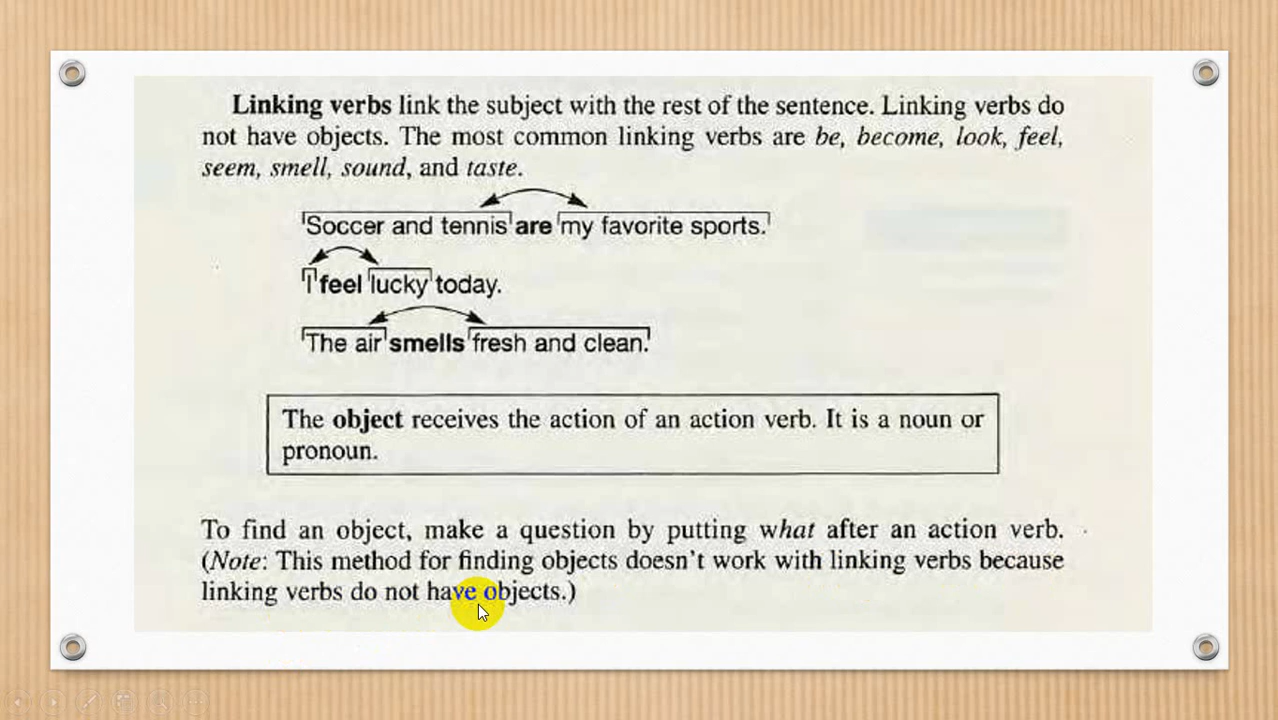 Linking verbs link the subject with the rest of the sentence. Linking verbs do
not have objects. The most common linking verbs are be, become, look, feel,
seem, smell, sound, and taste.
Soccer and tennis are my favorite sports.
I feel lucky today.
The air smells fresh and clean.
The object receives the action of an action verb. It is a noun or
pronoun.
To find an object, make a question by putting what after an action verb.
(Note: This method for finding objects doesn't work with linking verbs because
linking verbs do not have objects.)